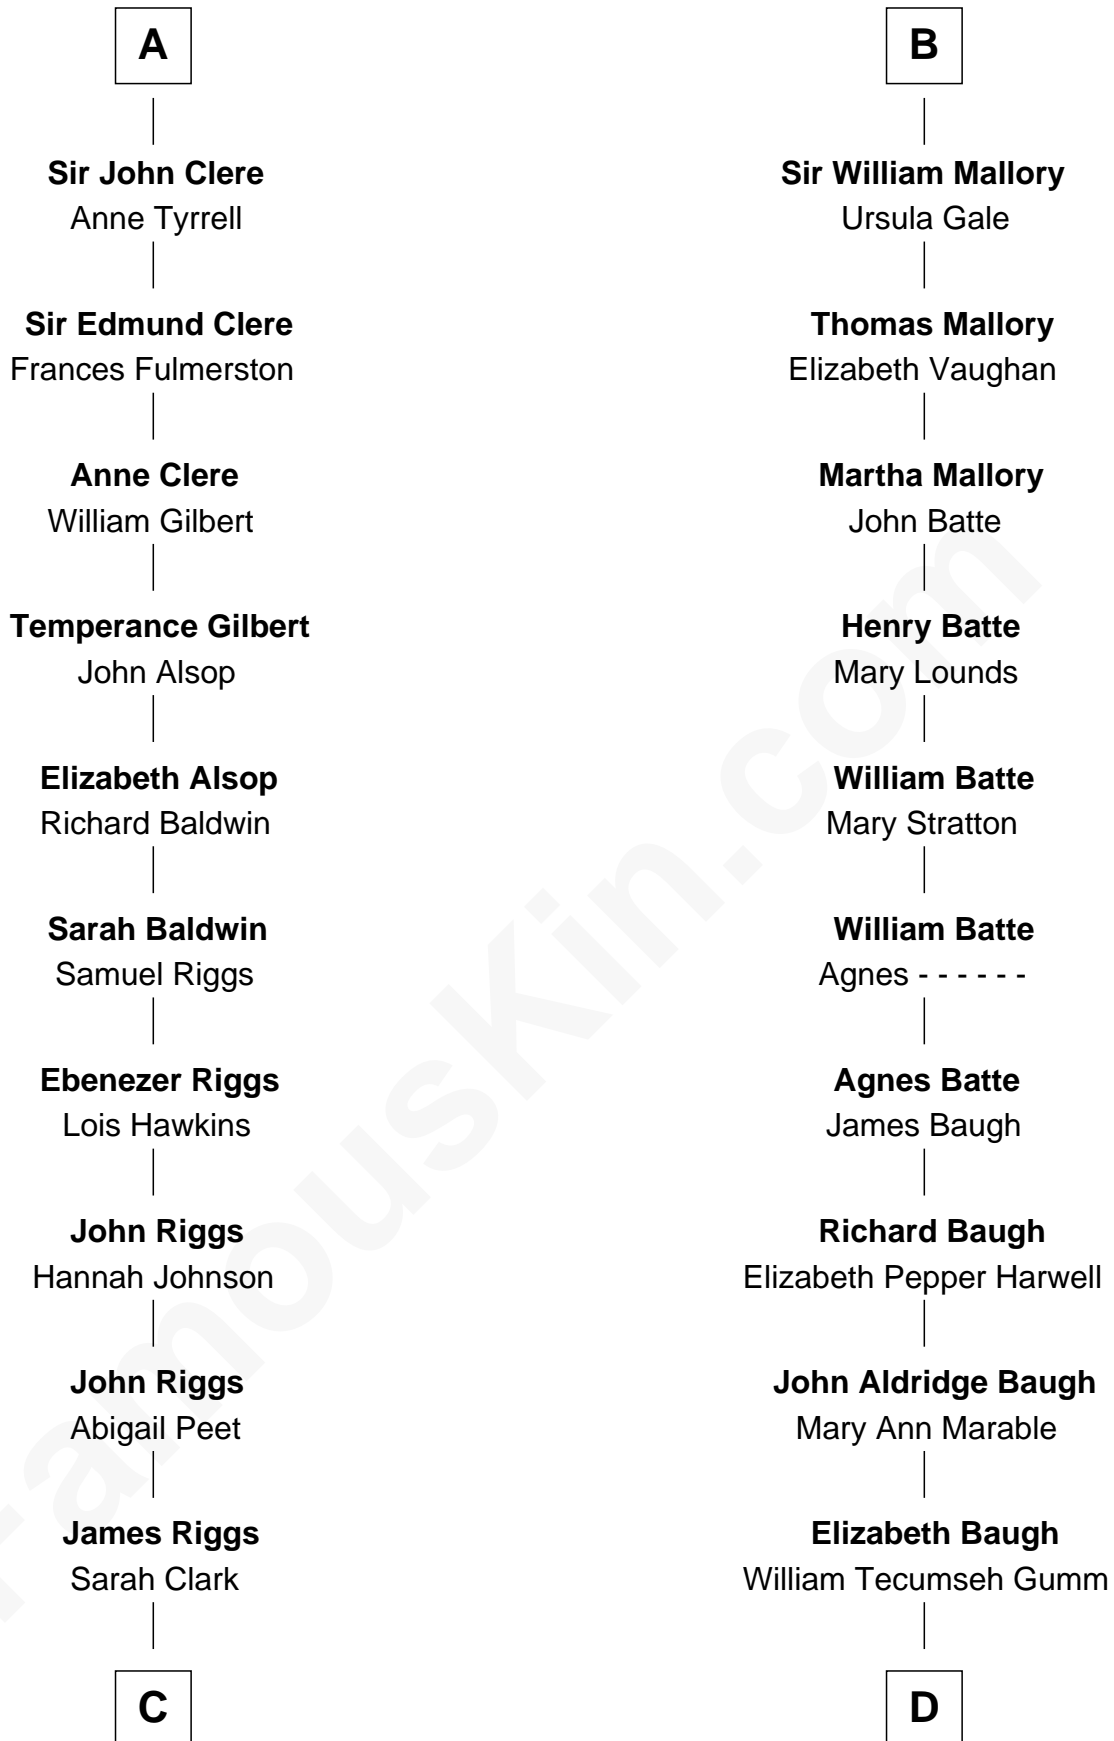 A
Sir John Clere
Anne Tyrrell
Sir Edmund Clere
Frances Fulmerston
Anne Clere
William Gilbert
Temperance Gilbert
John Alsop
Elizabeth Alsop
Richard Baldwin
Sarah Baldwin
Samuel Riggs
Ebenezer Riggs
Lois Hawkins
John Riggs
Hannah Johnson
John Riggs
Abigail Peet
James Riggs
Sarah Clark
C
B
Sir William Mallory
Ursula Gale
Thomas Mallory
Elizabeth Vaughan
Martha Mallory
John Batte
Henry Batte
Mary Lounds
William Batte
Mary Stratton
William Batte
Agnes - - - - - -
Agnes Batte
James Baugh
Richard Baugh
Elizabeth Pepper Harwell
John Aldridge Baugh
Mary Ann Marable
Elizabeth Baugh
William Tecumseh Gumm
D
FamousKin.com